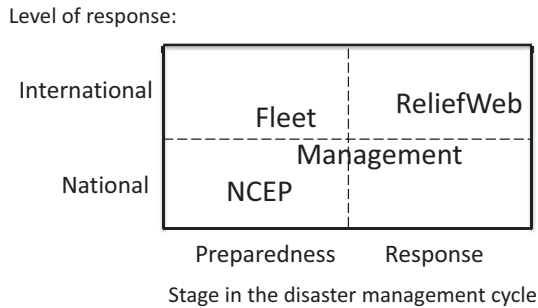 Level of response:
International
ReliefWeb
Fleet
Management
National
NCEP
Preparedness
Response
Stage in the disaster management cycle